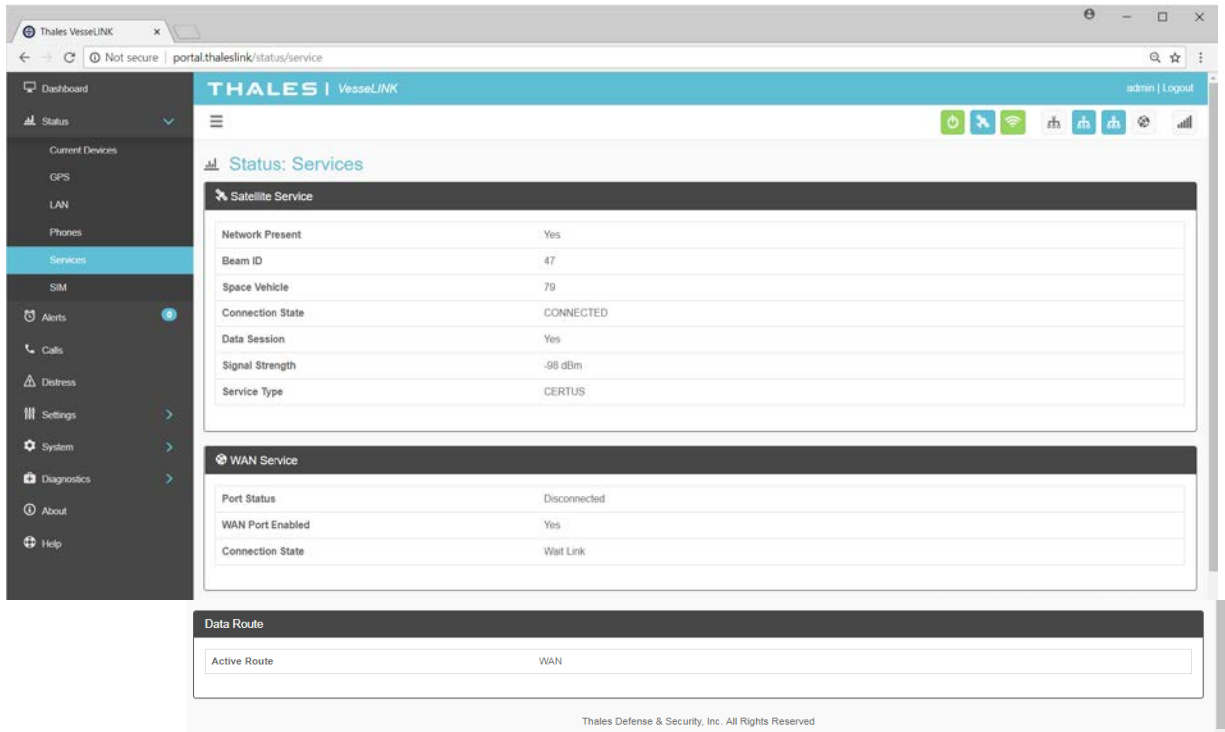 Thales VesseLINK
Not secure | portal.thaleslink/status/service
Dashboard
THALES | VesseLINK
admin | Logout
Status
Current Devices
GPS
LAN
Phones
Services
SIM
Alerts 0
Calls
Distress
Settings
System
Diagnostics
About
Help
Status: Services
Satellite Service
Network Present Yes
Beam ID 47
Space Vehicle 79
Connection State CONNECTED
Data Session Yes
Signal Strength -98 dBm
Service Type CERTUS
WAN Service
Port Status Disconnected
WAN Port Enabled Yes
Connection State Wait Link
Data Route
Active Route WAN
Thales Defense & Security, Inc. All Rights Reserved